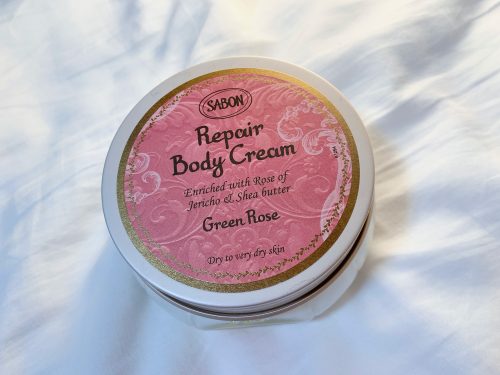 SABON
Repair
Body Cream
Enriched with Rose of
Jericho & Shea butter
Green Rose
Dry to very dry skin